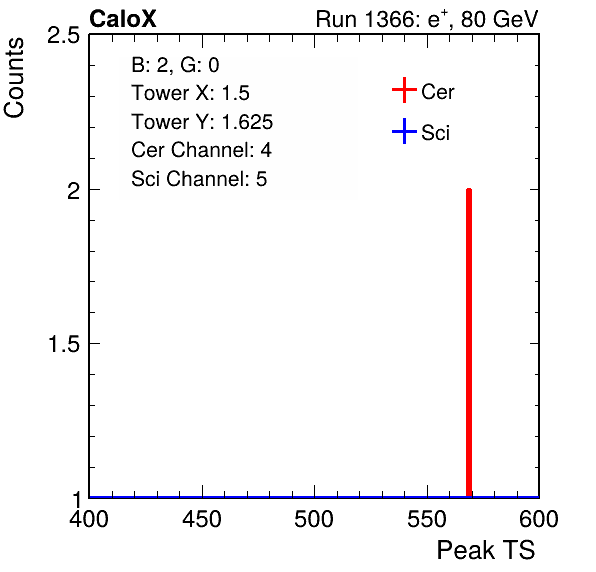 CaloX Run 1366: e⁺, 80 GeV
Counts
2.5
2
1.5
1
B: 2, G: 0
Tower X: 1.5
Tower Y: 1.625
Cer Channel: 4
Sci Channel: 5
Cer
Sci
400 450 500 550 600
Peak TS